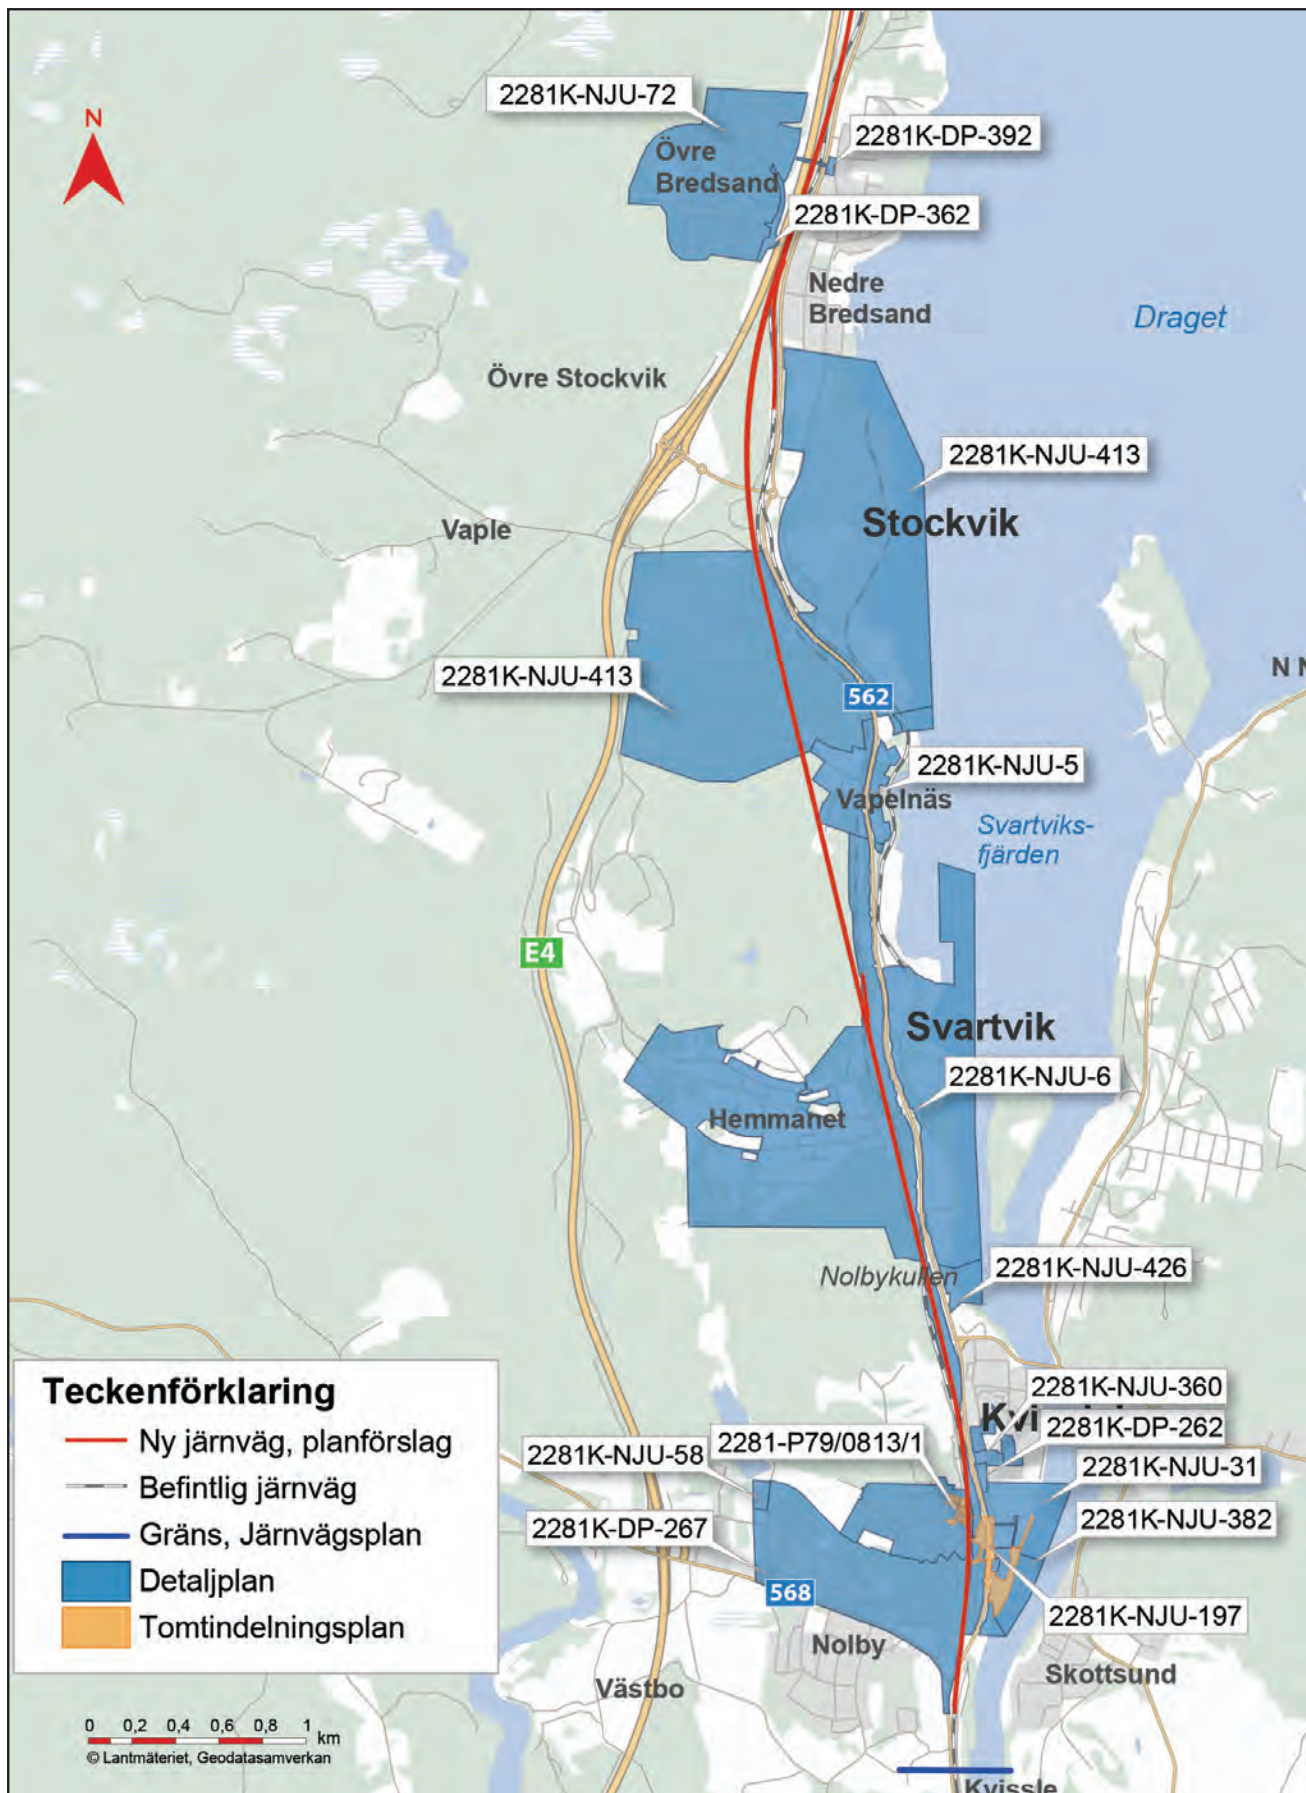 2281K-NJU-72
N
2281K-DP-392
Övre
Bredsand
2281K-DP-362
Nedre
Bredsand
Draget
Övre Stockvik
2281K-NJU-413
Stockvik
Vaple
N N
2281K-NJU-413
562
2281K-NJU-5
Vapelnäs
Svartviks-
fjärden
E4
Svartvik
2281K-NJU-6
Hemmanet
2281K-NJU-426
Nolbykullen
Teckenförklaring
Ny järnväg, planförslag
Befintlig järnväg
Gräns, Järnvägsplan
Detaljplan
Tomtindelningsplan
2281K-NJU-360
2281K-DP-262
2281K-NJU-58
2281-P79/0813/1
2281K-NJU-31
2281K-DP-267
2281K-NJU-382
568
2281K-NJU-197
Nolby
Skottsund
Västbo
0 0,2 0,4 0,6 0,8 1 km
© Lantmäteriet, Geodatasamverkan
Kvissle